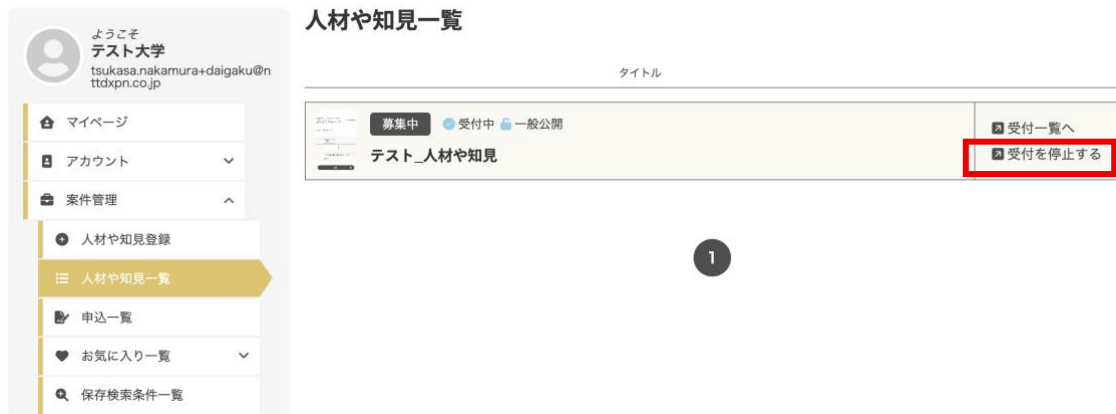 ようこそ
テスト大学
tsukasa.nakamura+daigaku@n
ttdxpn.co.jp
マイページ
アカウント
案件管理
人材や知見登録
人材や知見一覧
申込一覧
お気に入り一覧
保存検索条件一覧
人材や知見一覧
タイトル
募集中 受付中 一般公開
テスト_人材や知見
受付一覧へ
受付を停止する
1